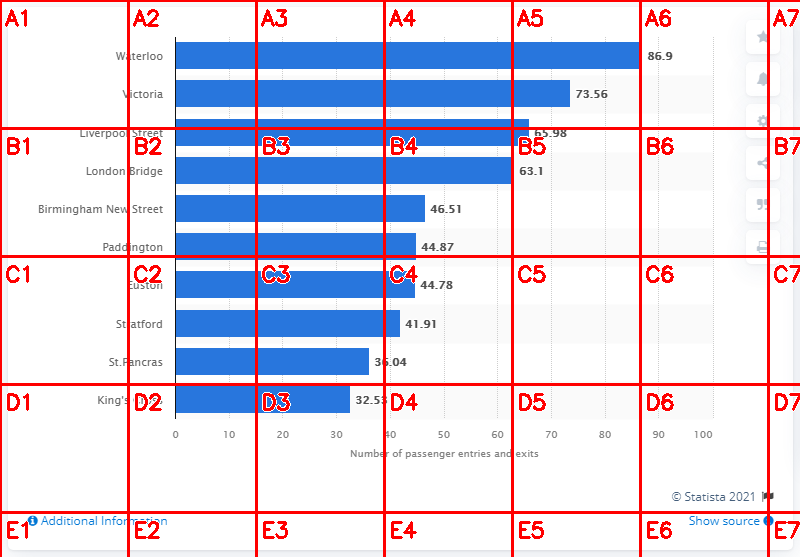 Waterloo 86.9
Victoria 73.56
Liverpool Street 65.98
London Bridge 63.1
Birmingham New Street 46.51
Paddington 44.87
Euston 44.78
Stratford 41.91
St.Pancras 36.04
King's Cross 32.53
0 10 20 30 40 50 60 70 80 90 100
Number of passenger entries and exits
© Statista 2021
Additional Information Show source
A1 A2 A3 A4 A5 A6 A7
B1 B2 B3 B4 B5 B6 B7
C1 C2 C3 C4 C5 C6 C7
D1 D2 D3 D4 D5 D6 D7
E1 E2 E3 E4 E5 E6 E7